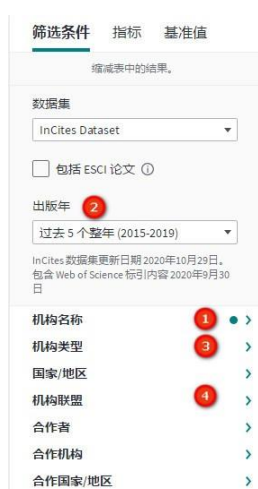 筛选条件 指标 基准值
缩减表中的结果。
数据集
InCites Dataset
包括 ESCI 论文
出版年 2
过去 5 个整年 (2015-2019)
InCites 数据集更新日期 2020年10月29日。
包含 Web of Science 标引内容 2020年9月30
日
机构名称 1
机构类型 3
国家/地区
机构联盟 4
合作者
合作机构
合作国家/地区